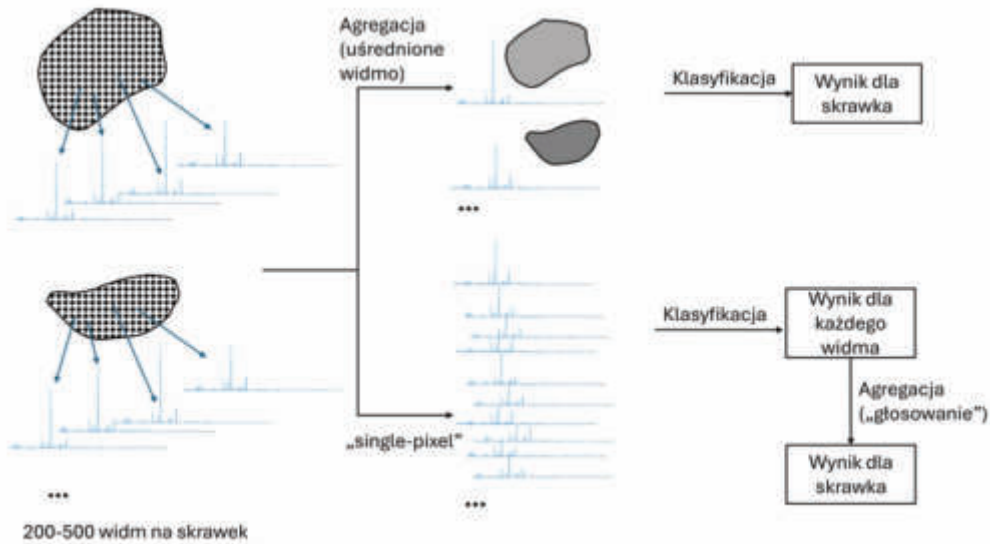 Agregacja
(uśrednione
widmo)
Klasyfikacja
Wynik dla
skrawka
...
Klasyfikacja
Wynik dla
każdego
widma
Agregacja
(„głosowanie”)
„single-pixel”
Wynik dla
skrawka
...
...
200-500 widm na skrawek